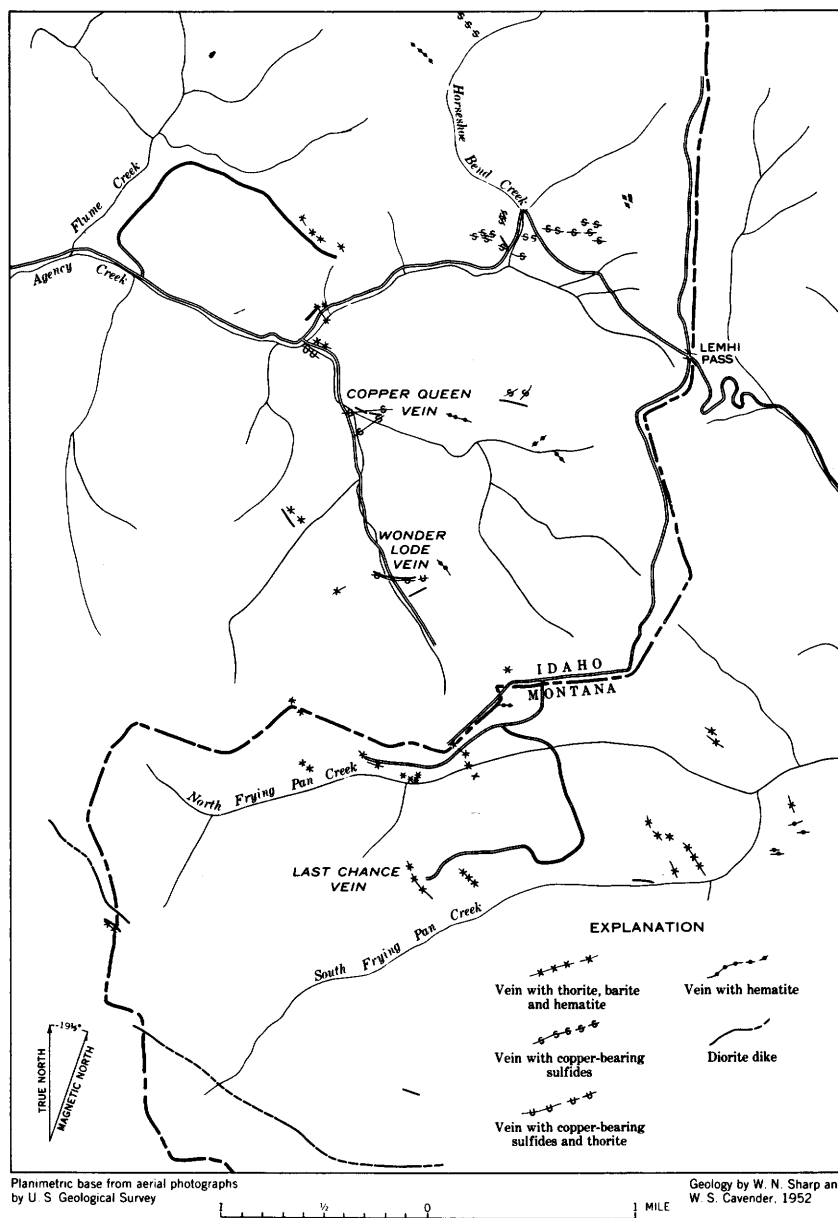 Flume Creek
Agency Creek
Horseshoe Bend Creek
LEMHI
PASS
COPPER QUEEN
VEIN
WONDER
LODE
VEIN
IDAHO
MONTANA
North Frying Pan Creek
LAST CHANCE
VEIN
South Frying Pan Creek
EXPLANATION
Vein with thorite, barite
and hematite
Vein with hematite
Vein with copper-bearing
sulfides
Diorite dike
Vein with copper-bearing
sulfides and thorite
TRUE NORTH
MAGNETIC NORTH
Planimetric base from aerial photographs
by U. S. Geological Survey
Geology by W. N. Sharp an
W. S. Cavender, 1952
1 ½ 0 1 MILE